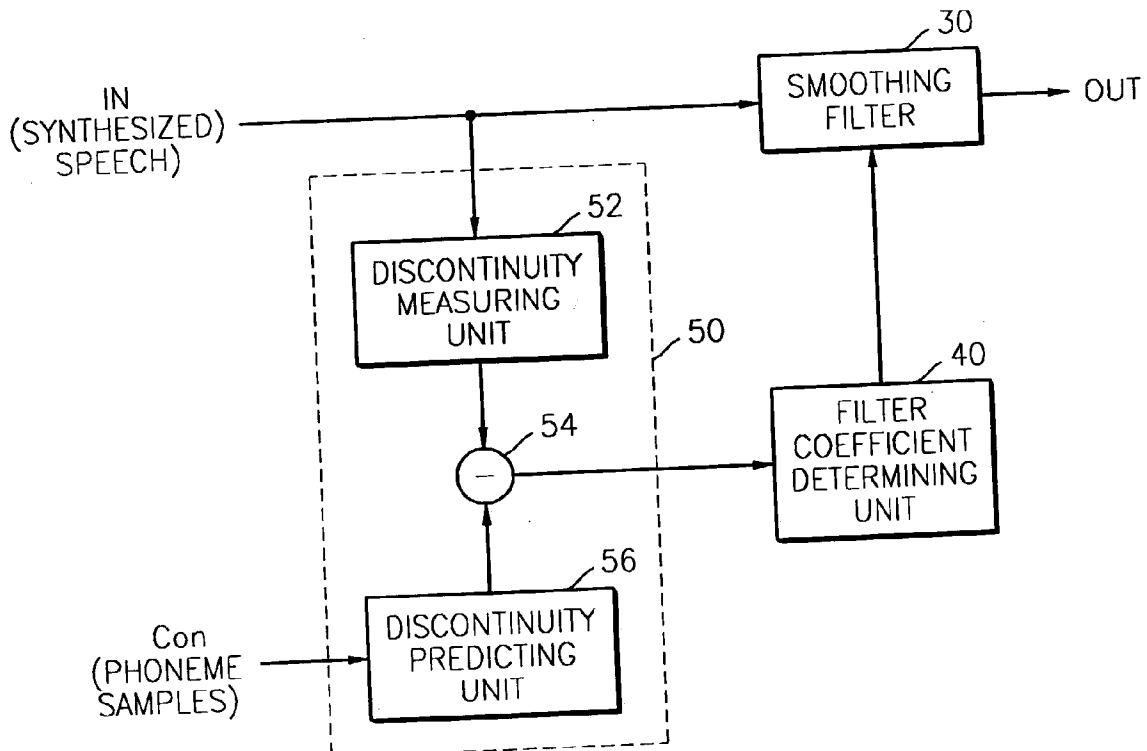 30
IN
(SYNTHESIZED)
SPEECH)
SMOOTHING
FILTER
OUT
52
DISCONTINUITY
MEASURING
UNIT
50
40
FILTER
COEFFICIENT
DETERMINING
UNIT
54
−
56
Con
(PHONEME
SAMPLES)
DISCONTINUITY
PREDICTING
UNIT